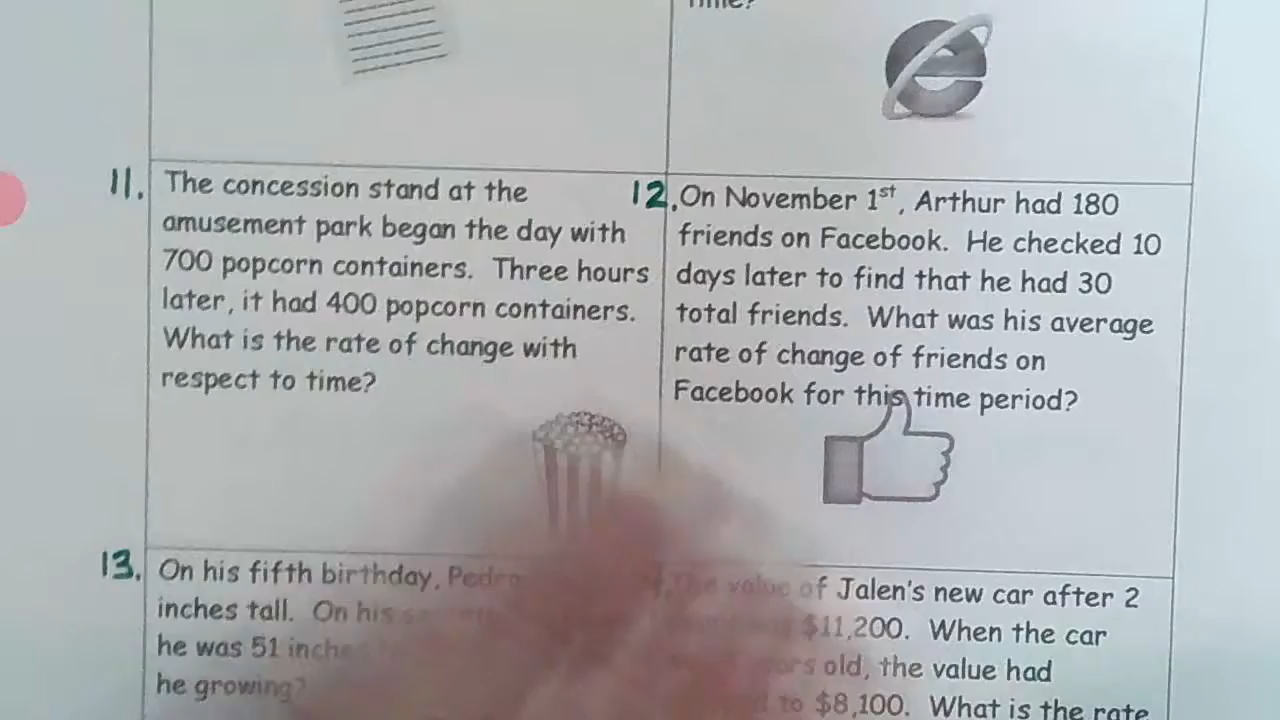 11. The concession stand at the
amusement park began the day with
700 popcorn containers. Three hours
later, it had 400 popcorn containers.
What is the rate of change with
respect to time?
12. On November 1st, Arthur had 180
friends on Facebook. He checked 10
days later to find that he had 30
total friends. What was his average
rate of change of friends on
Facebook for this time period?
13. On his fifth birthday, Pedro
inches tall. On his
he was 51 inches
he growing?
The value of Jalen's new car after 2
$11,200. When the car
years old, the value had
to $8,100. What is the rate